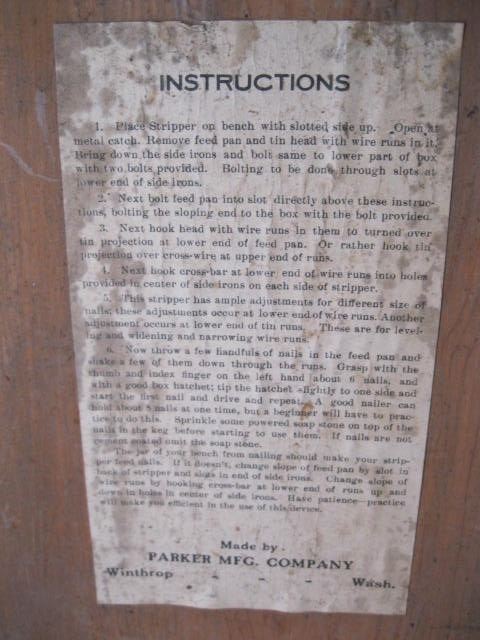 INSTRUCTIONS
1. Place Stripper on bench with slotted side up. Open at
metal catch. Remove feed pan and tin head with wire runs in it.
Bring down the side irons and bolt same to lower part of box
with two bolts provided. Bolting to be done through slots at
lower end of side irons.
2. Next bolt feed pan into slot directly above these instruc-
tions, bolting the sloping end to the box with the bolt provided.
3. Next hook head with wire runs in them to turned over
tin projection at lower end of feed pan. Or rather hook tin
projection over cross-wire at upper end of runs.
4. Next hook cross-bar at lower end of wire runs into holes
provided in center of side irons on each side of stripper.
5. This stripper has ample adjustments for different size of
nails; these adjustments occur at lower end of wire runs. Another
adjustment occurs at lower end of tin runs. These are for level-
ing and widening and narrowing wire runs.
6. Now throw a few handfuls of nails in the feed pan and
shake a few of them down through the runs. Grasp with the
thumb and index finger on the left hand about 6 nails, and
with a good box hatchet; tip the hatchet slightly to one side and
start the first nail and drive and repeat. A good nailer can
hold about 8 nails at one time, but a beginner will have to prac-
tice to do this. Sprinkle some powered soap stone on top of the
nails in the keg before starting to use them. If nails are not
cement coated omit the soap stone.
The jar of your bench from nailing should make your strip-
per feed nails. If it doesn't, change slope of feed pan by slot in
back of stripper and slots in end of side irons. Change slope of
wire runs by hooking cross-bar at lower end of runs up and
down in holes in center of side irons. Have patience—practice
will make you efficient in the use of this device.
Made by
PARKER MFG. COMPANY
Winthrop - - - Wash.